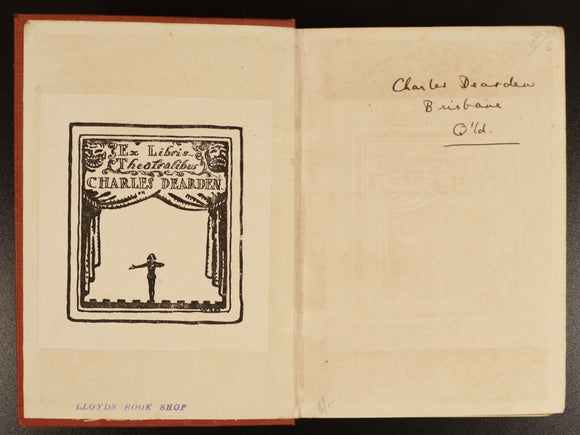 Ex Libris
Theatralibus
CHARLES DEARDEN
LLOYDS BOOK SHOP
Charles Dearden
Brisbane
Q'ld.